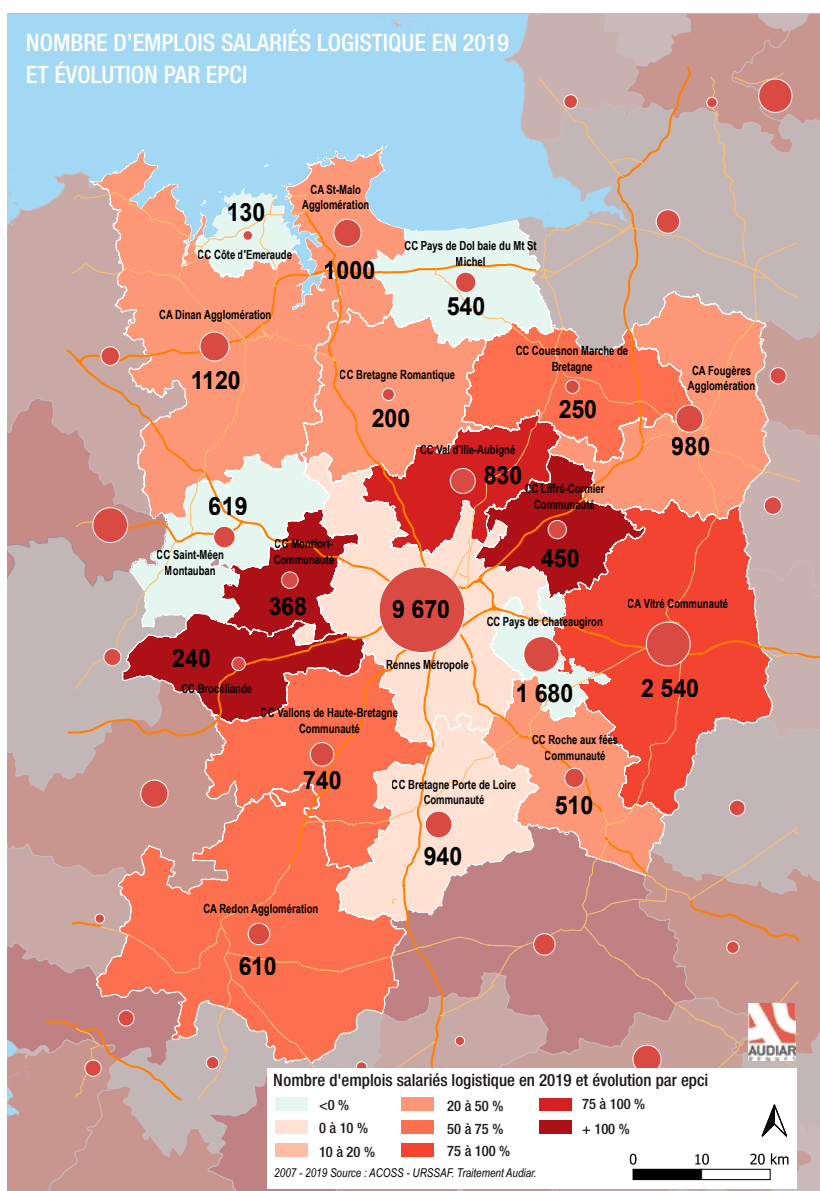 NOMBRE D'EMPLOIS SALARIÉS LOGISTIQUE EN 2019
ET ÉVOLUTION PAR EPCI
130
CC Côte d'Emeraude
CA St-Malo
Agglomération
1000
CC Pays de Dol baie du Mt St
Michel
540
CA Dinan Agglomération
1120
CC Bretagne Romantique
200
CC Couesnon Marche de
Bretagne
250
CA Fougères
Agglomération
980
CC Val d'Ille-Aubigné
830
CC Liffré-Cormier
Communauté
450
619
CC Saint-Méen
Montauban
CC Montfort-
Communauté
368
9 670
Rennes Métropole
CC Pays de Chateaugiron
1 680
CA Vitré Communauté
2 540
240
CC Brocéliande
CC Vallons de Haute-Bretagne
Communauté
740
CC Roche aux fées
Communauté
510
CC Bretagne Porte de Loire
Communauté
940
CA Redon Agglomération
610
AUDIAR
RENNES
Nombre d'emplois salariés logistique en 2019 et évolution par epci
<0 %
0 à 10 %
10 à 20 %
20 à 50 %
50 à 75 %
75 à 100 %
75 à 100 %
+ 100 %
2007 - 2019 Source : ACOSS - URSSAF. Traitement Audiar.
0 10 20 km